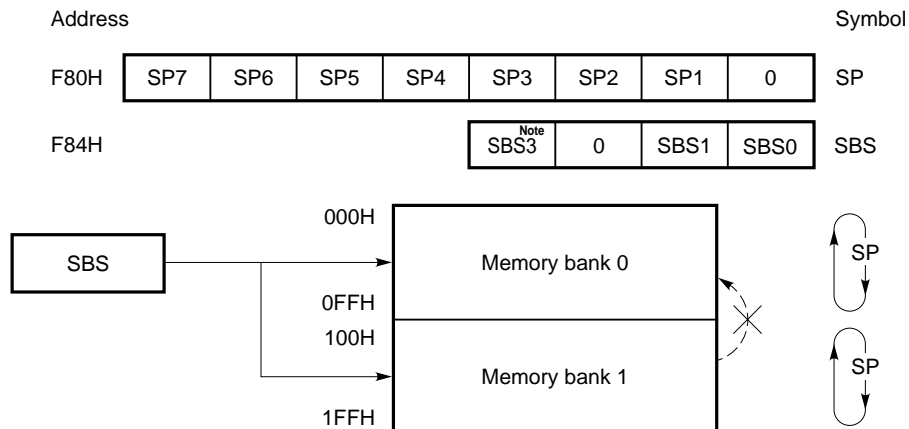 Address Symbol
F80H SP7 SP6 SP5 SP4 SP3 SP2 SP1 0 SP
F84H SBS3 Note 0 SBS1 SBS0 SBS
000H
SBS Memory bank 0 SP
0FFH
100H
Memory bank 1 SP
1FFH